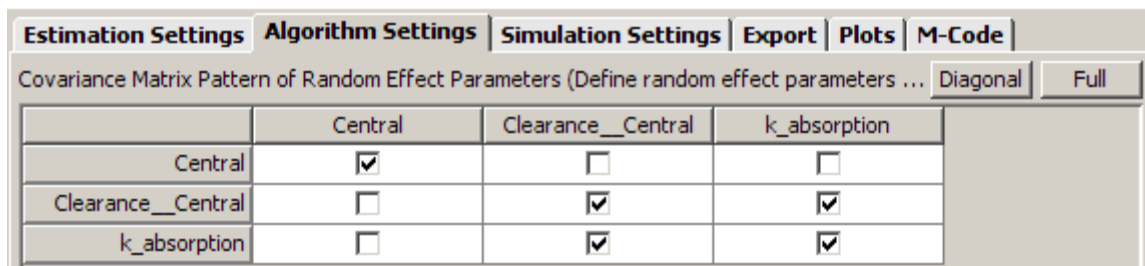 Estimation Settings Algorithm Settings Simulation Settings Export Plots M-Code
Covariance Matrix Pattern of Random Effect Parameters (Define random effect parameters ... Diagonal Full
Central Clearance__Central k_absorption
Central
Clearance__Central
k_absorption